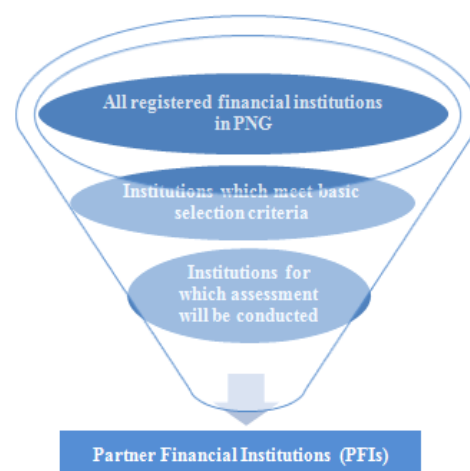 All registered financial institutions
in PNG
Institutions which meet basic
selection criteria
Institutions for
which assessment
will be conducted
Partner Financial Institutions (PFIs)